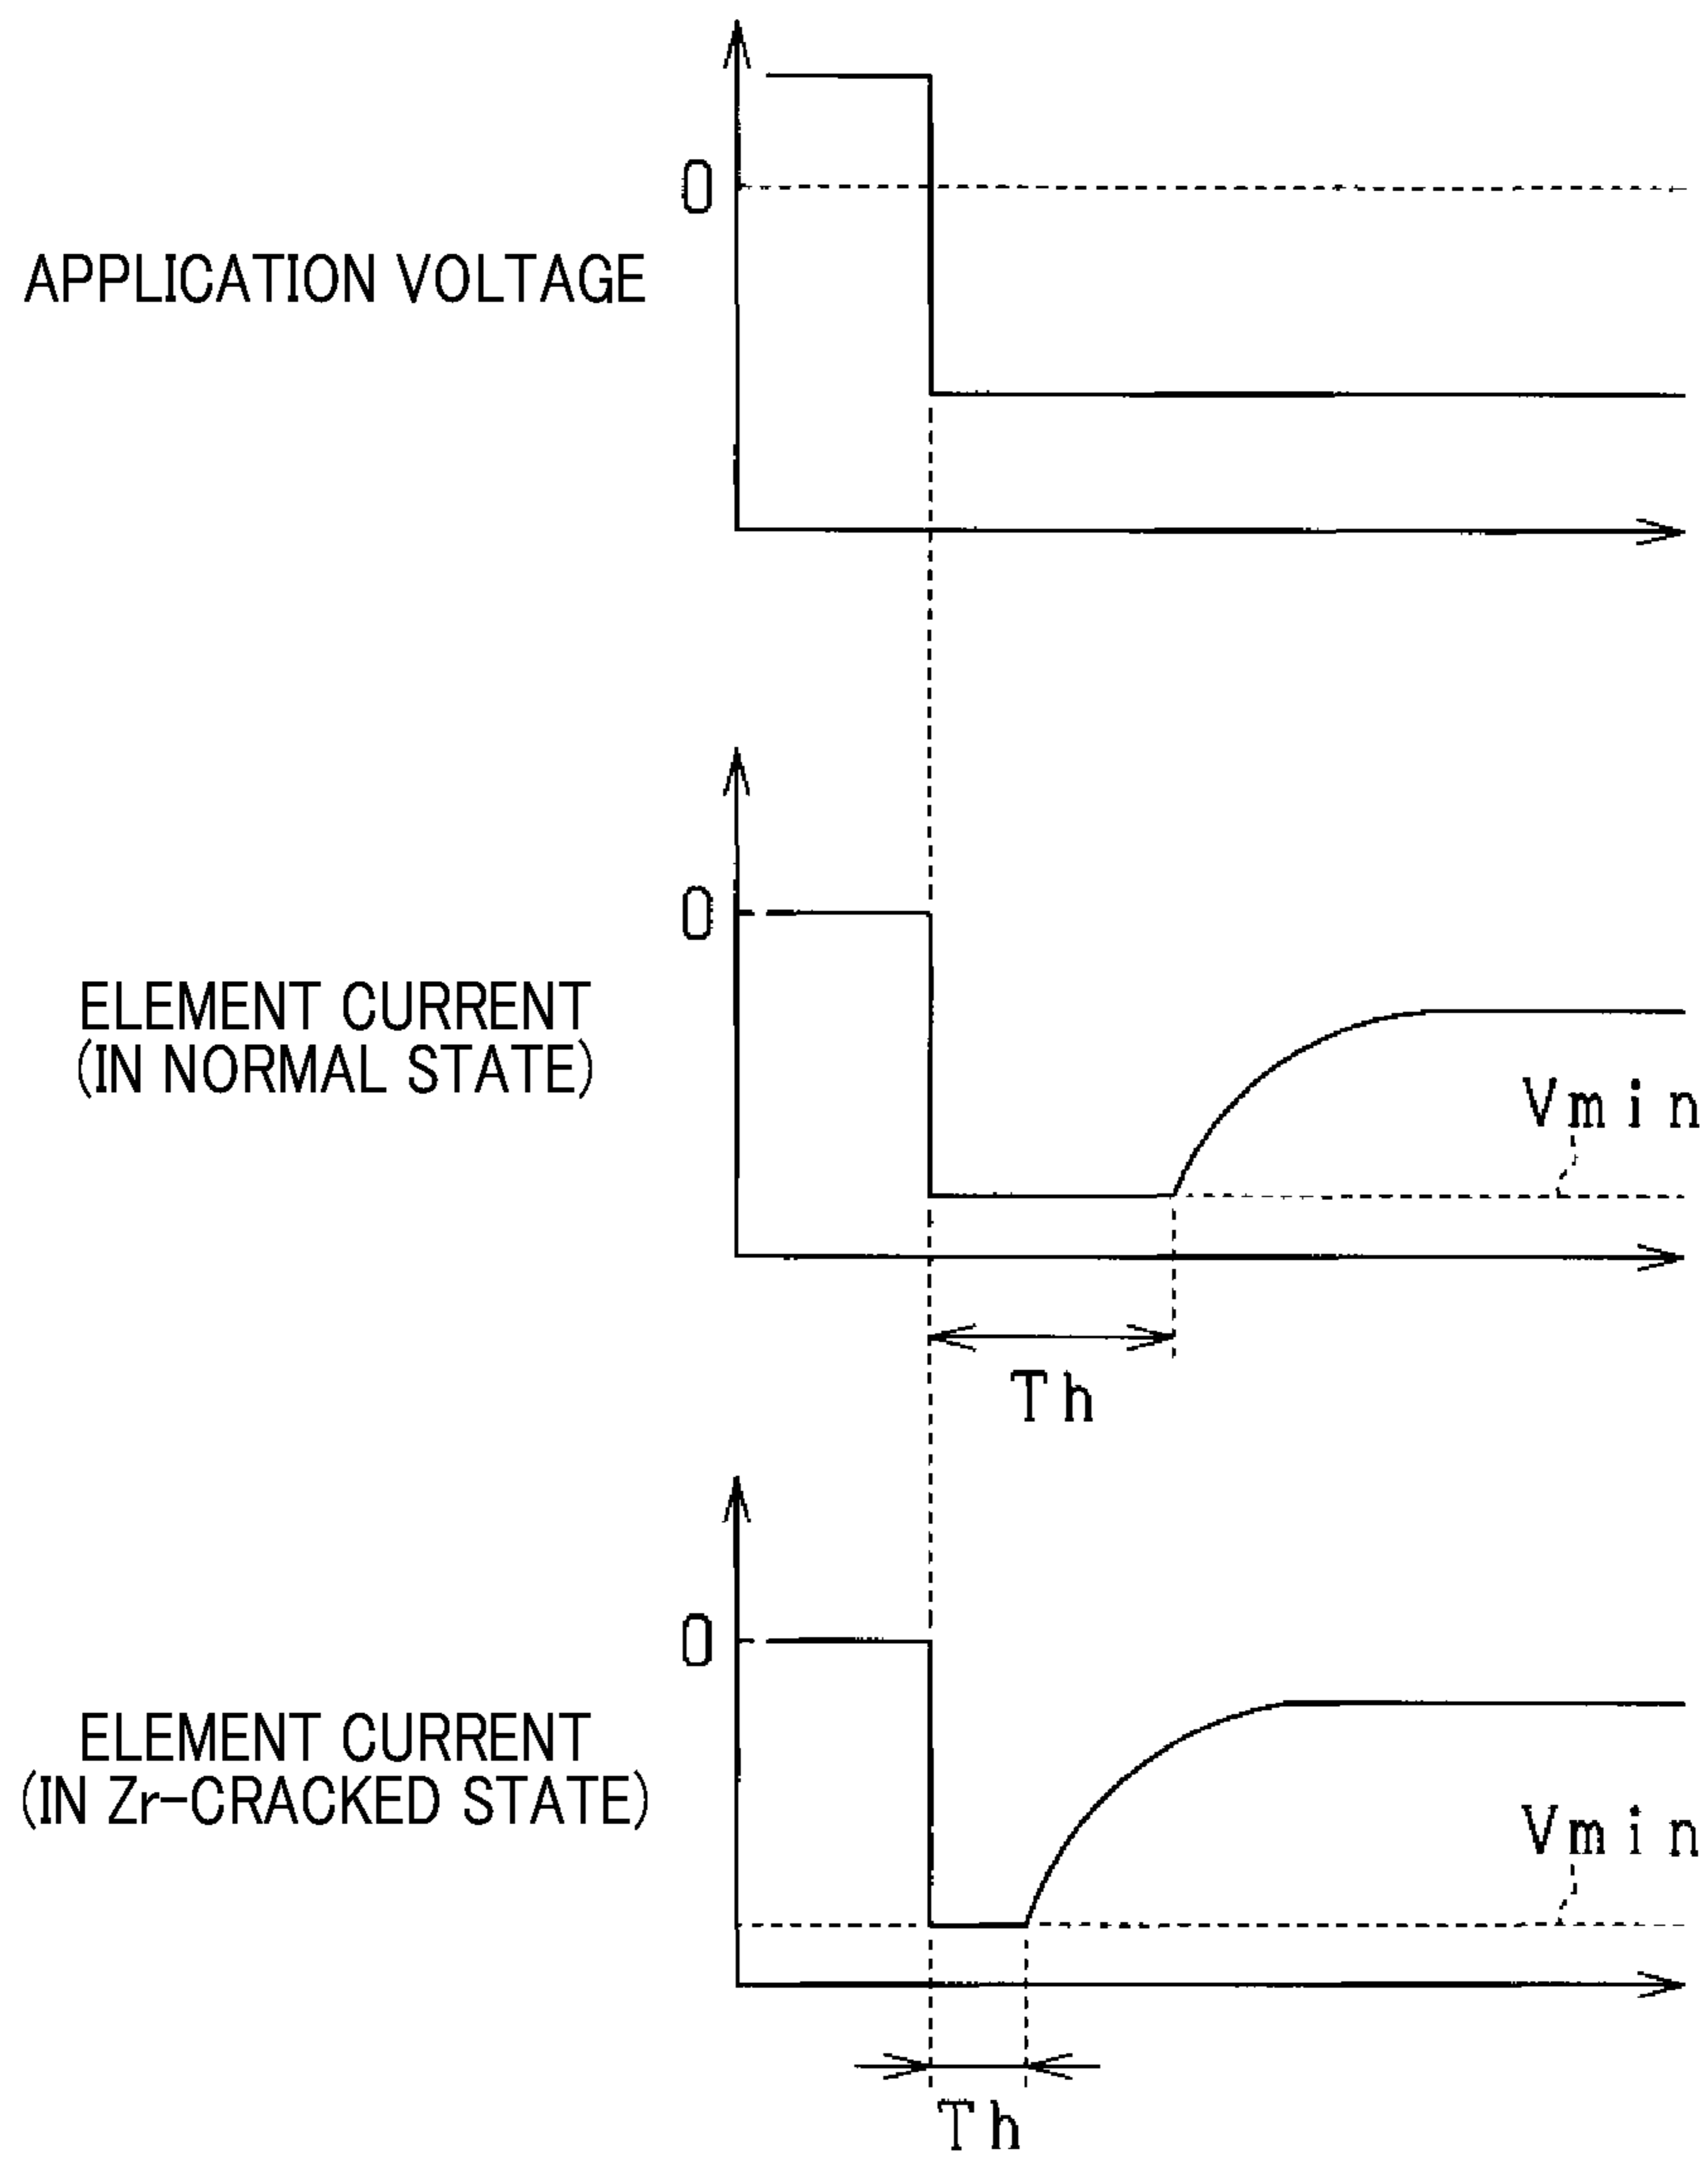 0
APPLICATION VOLTAGE
0
ELEMENT CURRENT
(IN NORMAL STATE)
Vmin
Th
0
ELEMENT CURRENT
(IN Zr-CRACKED STATE)
Vmin
Th